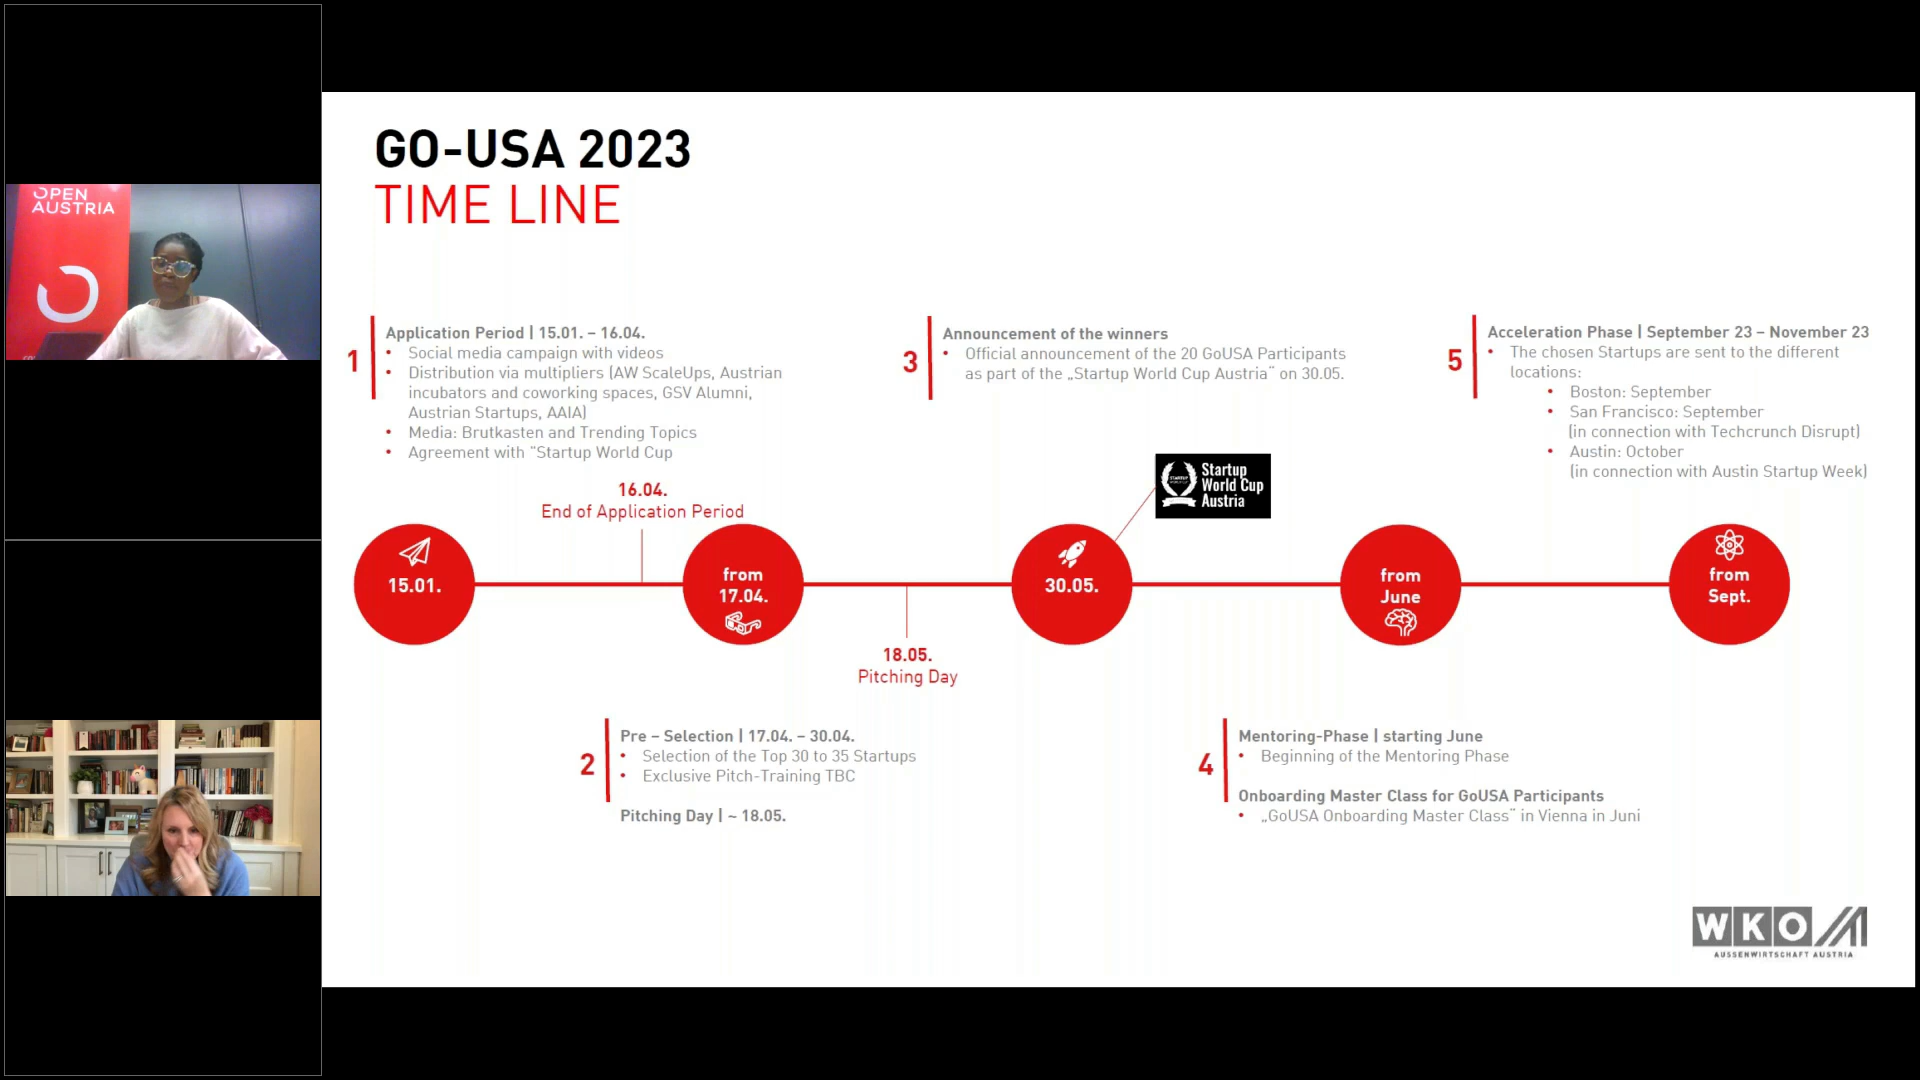 OPEN
AUSTRIA
GO-USA 2023
TIME LINE
1
Application Period | 15.01. – 16.04.
• Social media campaign with videos
• Distribution via multipliers (AW ScaleUps, Austrian
incubators and coworking spaces, GSV Alumni,
Austrian Startups, AAIA)
• Media: Brutkasten and Trending Topics
• Agreement with “Startup World Cup
3
Announcement of the winners
• Official announcement of the 20 GoUSA Participants
as part of the „Startup World Cup Austria“ on 30.05.
5
Acceleration Phase | September 23 – November 23
• The chosen Startups are sent to the different
locations:
• Boston: September
• San Francisco: September
(in connection with Techcrunch Disrupt)
• Austin: October
(in connection with Austin Startup Week)
16.04.
End of Application Period
Startup
World Cup
Austria
15.01.
from
17.04.
30.05.
from
June
from
Sept.
18.05.
Pitching Day
2
Pre – Selection | 17.04. – 30.04.
• Selection of the Top 30 to 35 Startups
• Exclusive Pitch-Training TBC
Pitching Day | ~ 18.05.
4
Mentoring-Phase | starting June
• Beginning of the Mentoring Phase
Onboarding Master Class for GoUSA Participants
• „GoUSA Onboarding Master Class“ in Vienna in Juni
WKO
AUSSENWIRTSCHAFT AUSTRIA